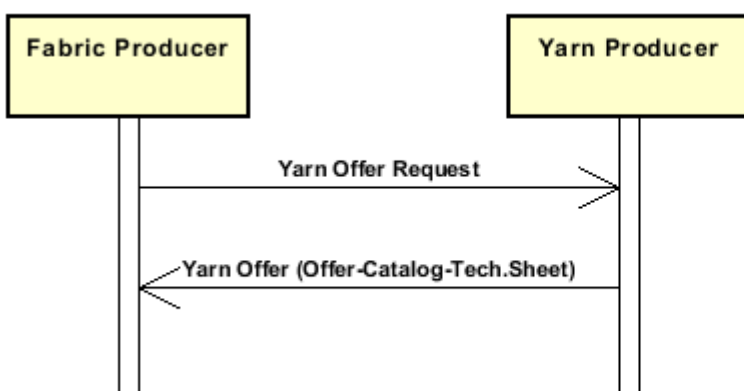 Fabric Producer
Yarn Producer
Yarn Offer Request
Yarn Offer (Offer-Catalog-Tech.Sheet)